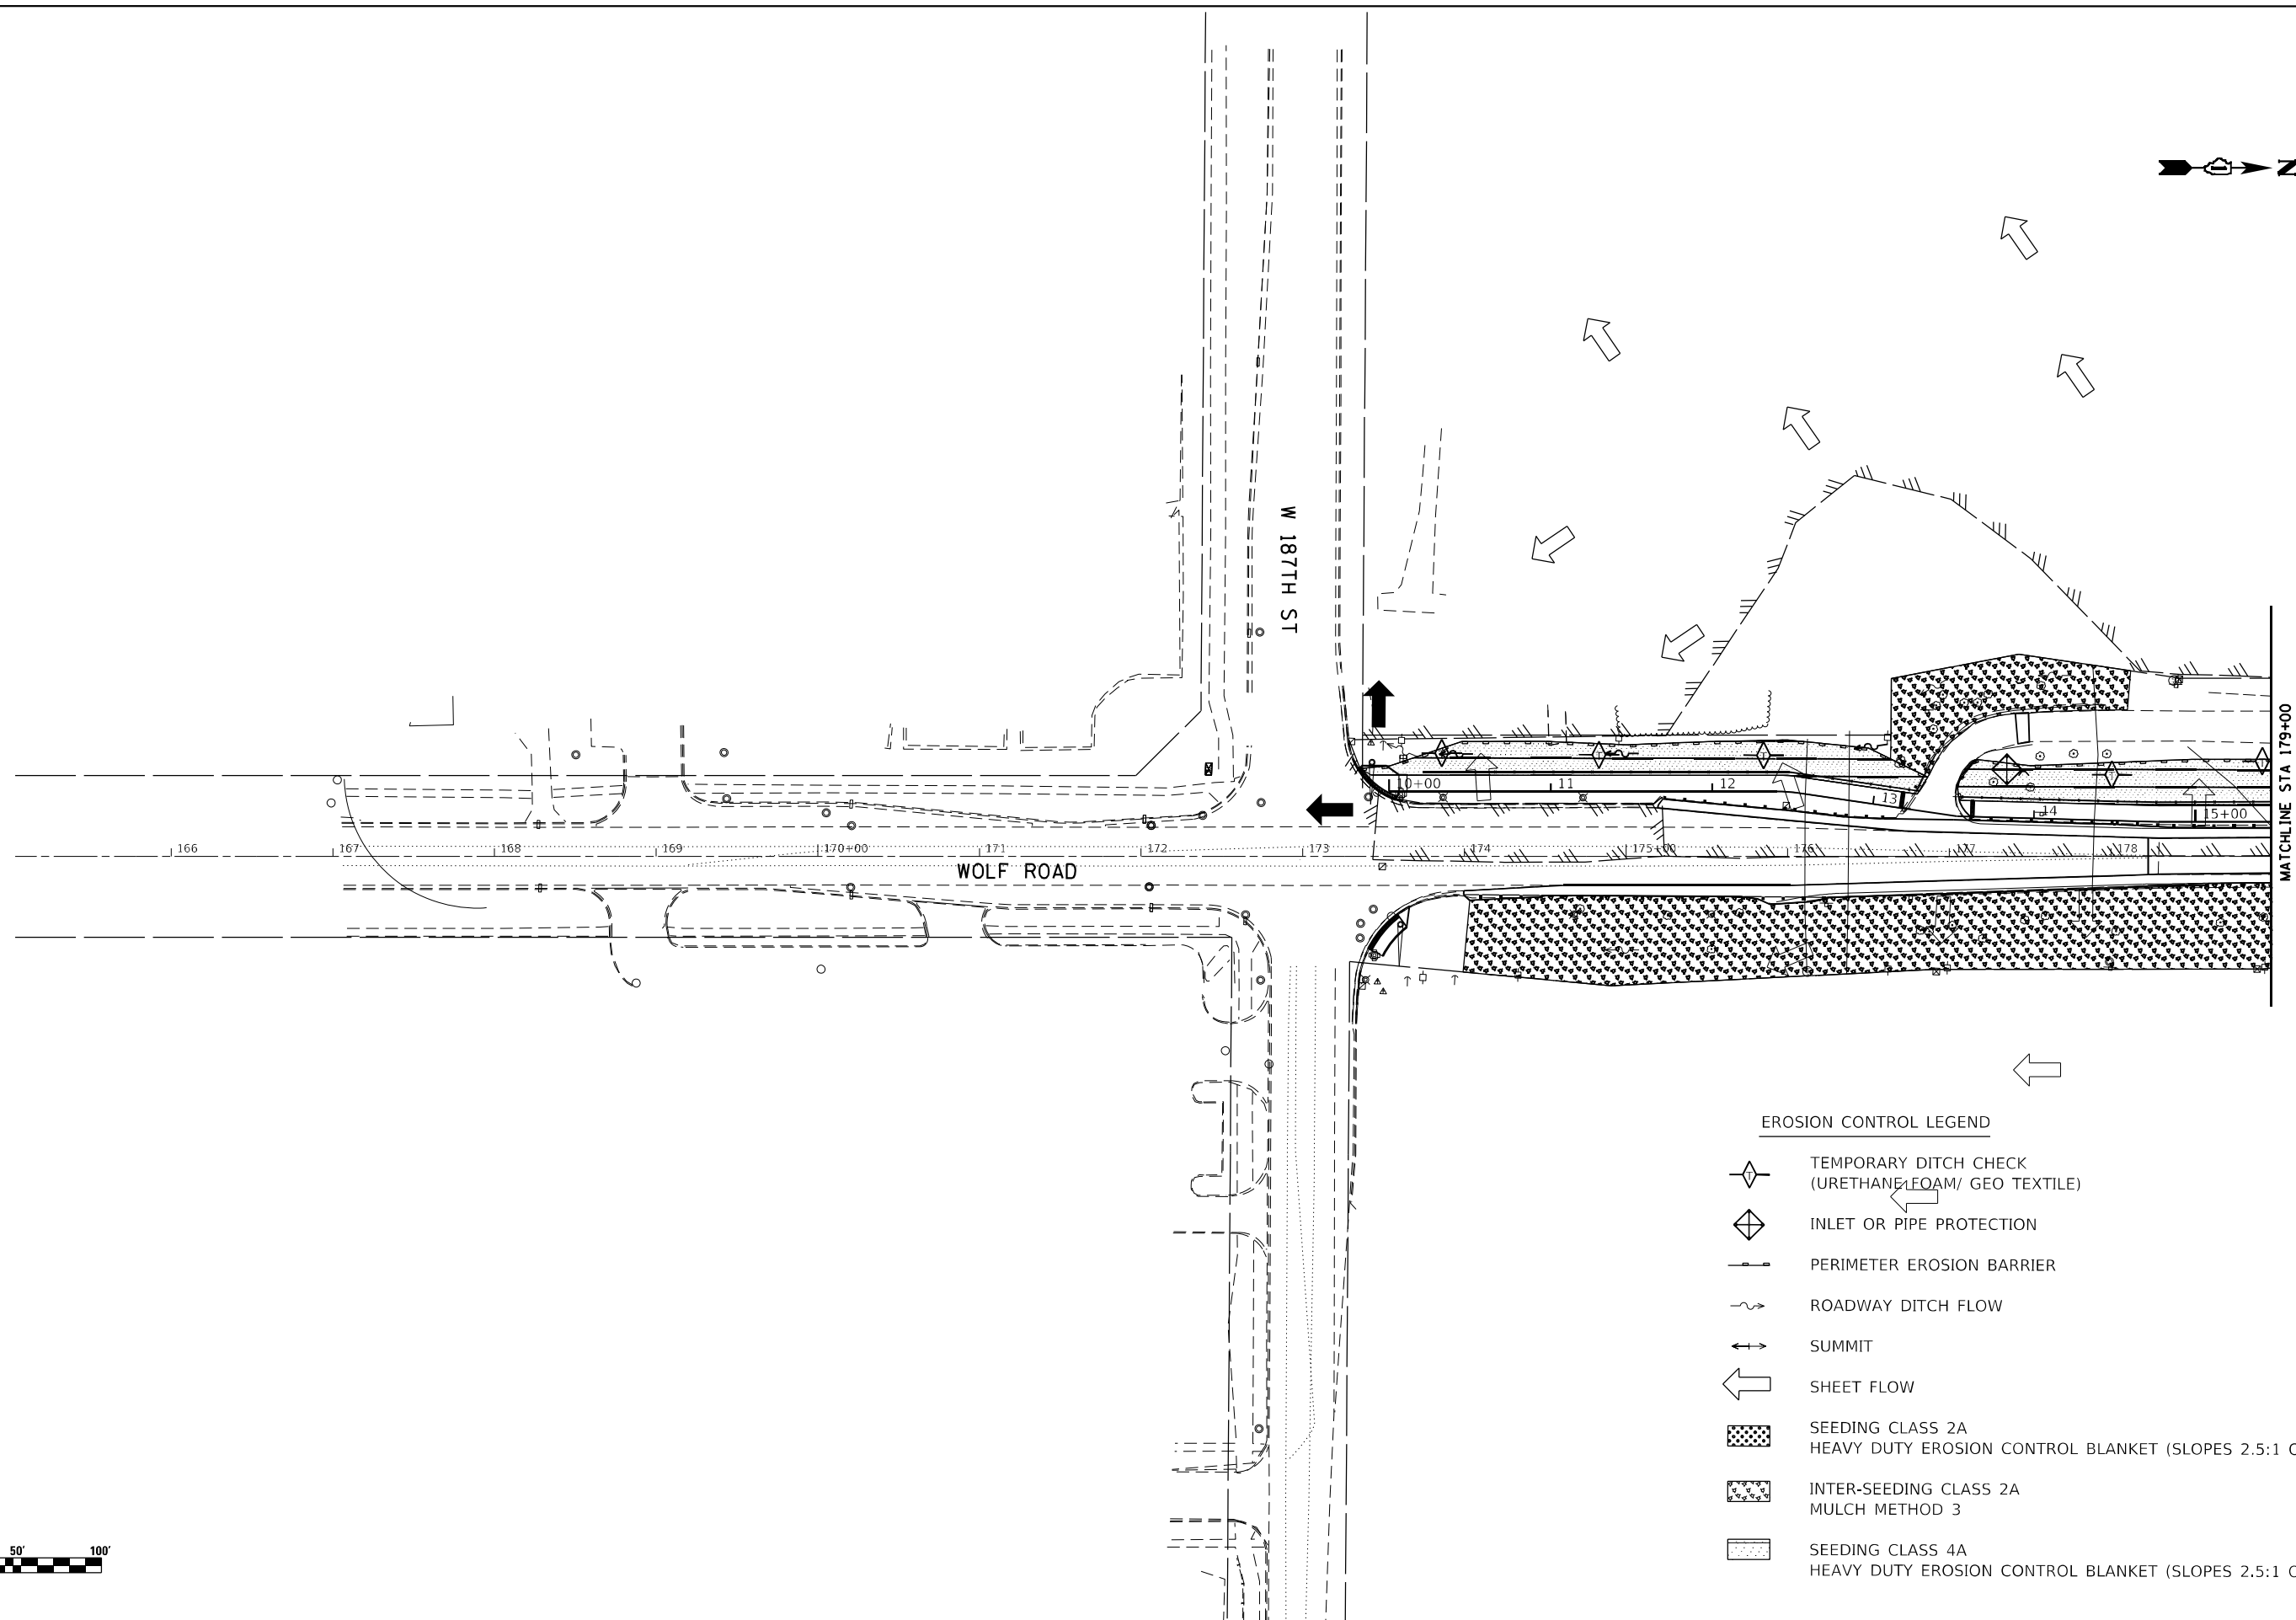 N
W 187TH ST
MATCHLINE STA 179+00
10+00
11
12
13
14
15+00
166
167
168
169
170+00
171
172
173
174
175+00
176
177
178
WOLF ROAD
EROSION CONTROL LEGEND
T
TEMPORARY DITCH CHECK
(URETHANE FOAM/ GEO TEXTILE)
INLET OR PIPE PROTECTION
PERIMETER EROSION BARRIER
ROADWAY DITCH FLOW
SUMMIT
SHEET FLOW
SEEDING CLASS 2A
HEAVY DUTY EROSION CONTROL BLANKET (SLOPES 2.5:1
INTER-SEEDING CLASS 2A
MULCH METHOD 3
SEEDING CLASS 4A
HEAVY DUTY EROSION CONTROL BLANKET (SLOPES 2.5:1
50' 100'